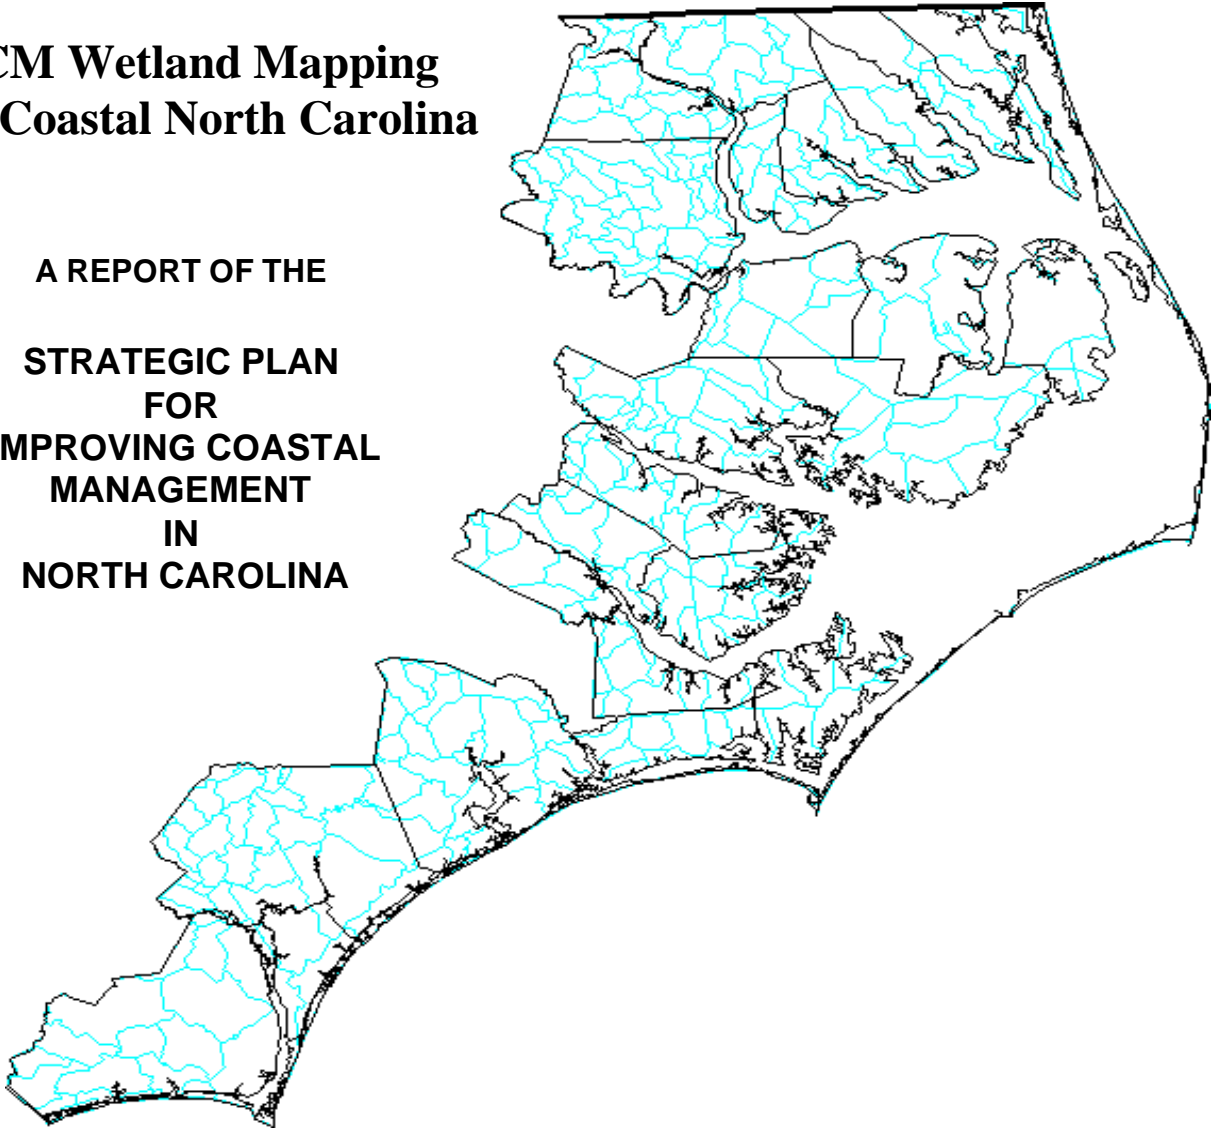 CM Wetland Mapping
Coastal North Carolina
A REPORT OF THE
STRATEGIC PLAN
FOR
MPROVING COASTAL
MANAGEMENT
IN
NORTH CAROLINA